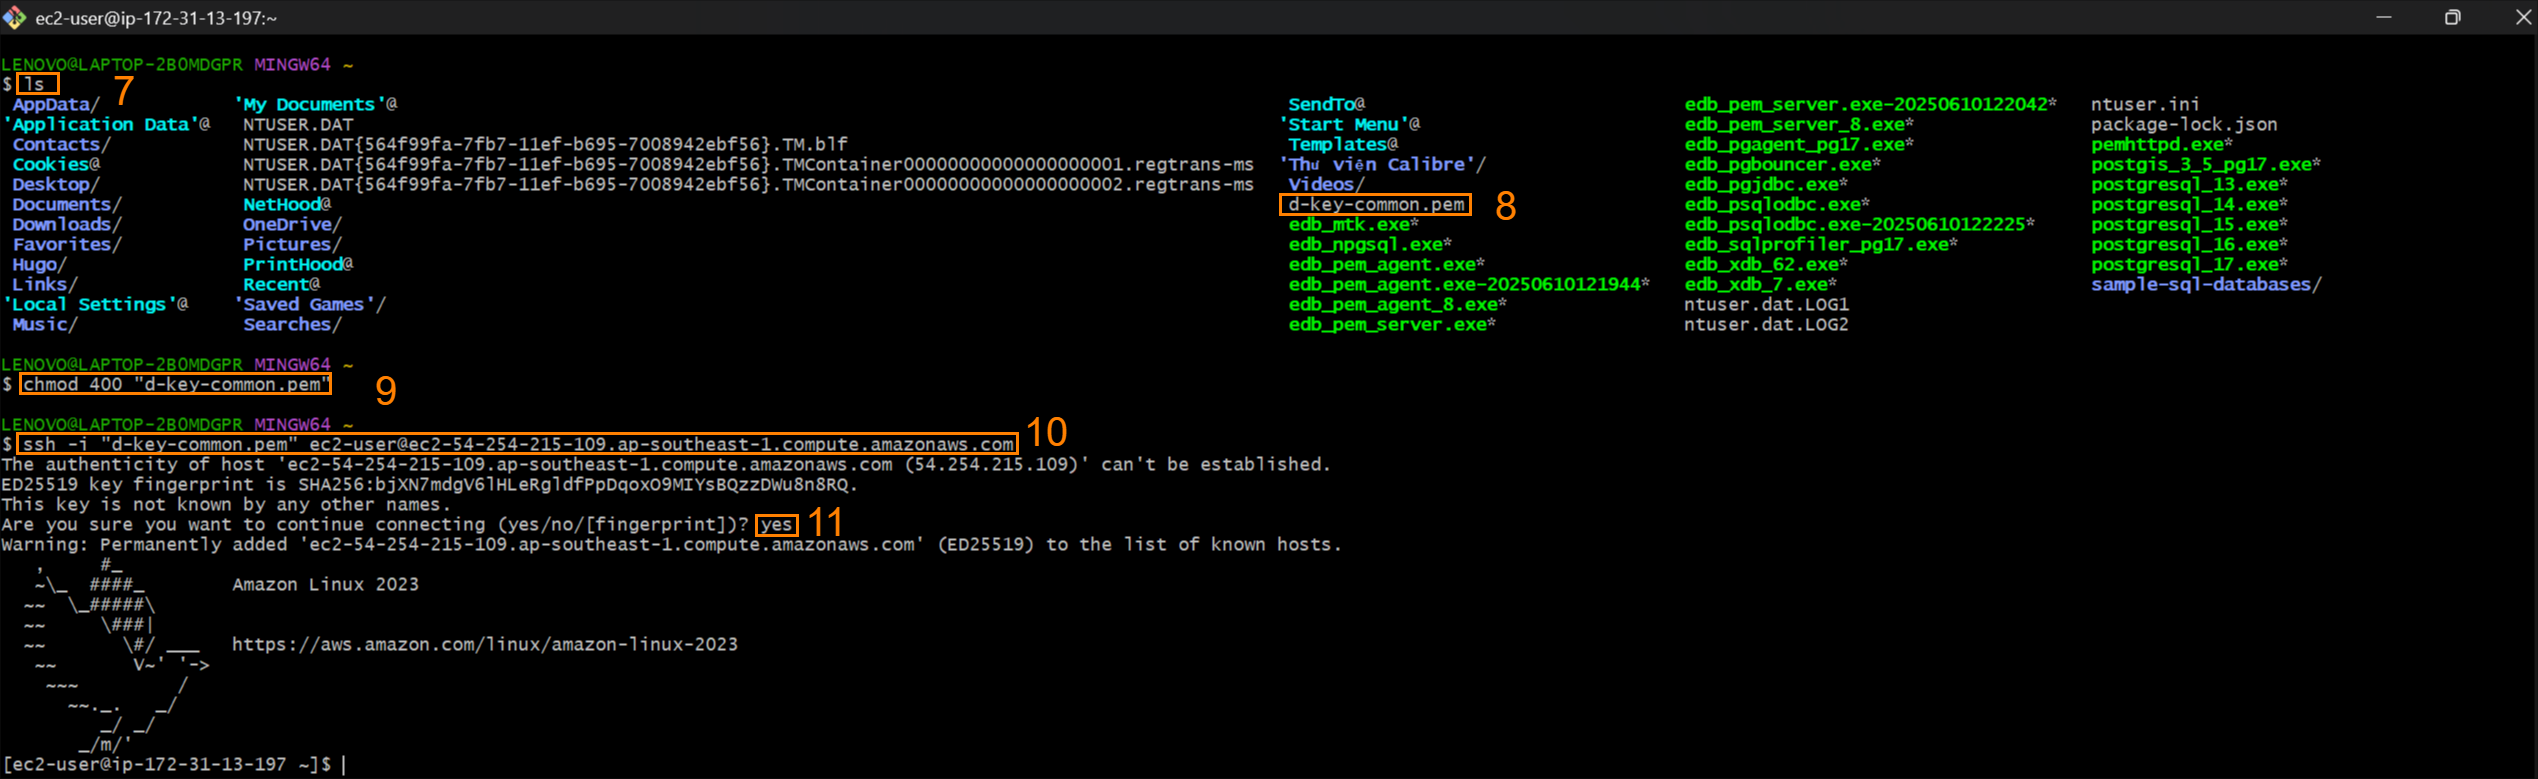 ec2-user@ip-172-31-13-197:~
LENOVO@LAPTOP-2B0MDGPR MINGW64 ~
$ ls 7
AppData/ 'My Documents'@ SendTo@ edb_pem_server.exe-20250610122042* ntuser.ini
'Application Data'@ NTUSER.DAT 'Start Menu'@ edb_pem_server_8.exe* package-lock.json
Contacts/ NTUSER.DAT{564f99fa-7fb7-11ef-b695-7008942ebf56}.TM.blf Templates@ edb_pgagent_pg17.exe* pemhttpd.exe*
Cookies@ NTUSER.DAT{564f99fa-7fb7-11ef-b695-7008942ebf56}.TMContainer00000000000000000001.regtrans-ms 'Thư viện Calibre'/ edb_pgbouncer.exe* postgis_3_5_pg17.exe*
Desktop/ NTUSER.DAT{564f99fa-7fb7-11ef-b695-7008942ebf56}.TMContainer00000000000000000002.regtrans-ms Videos/ edb_pgjdbc.exe* postgresql_13.exe*
Documents/ NetHood@ d-key-common.pem 8 edb_psqlodbc.exe* postgresql_14.exe*
Downloads/ OneDrive/ edb_mtk.exe* edb_psqlodbc.exe-20250610122225* postgresql_15.exe*
Favorites/ Pictures/ edb_npgsql.exe* edb_sqlprofiler_pg17.exe* postgresql_16.exe*
Hugo/ PrintHood@ edb_pem_agent.exe* edb_xdb_62.exe* postgresql_17.exe*
Links/ Recent@ edb_pem_agent.exe-20250610121944* edb_xdb_7.exe* sample-sql-databases/
'Local Settings'@ 'Saved Games'/ edb_pem_agent_8.exe* ntuser.dat.LOG1
Music/ Searches/ edb_pem_server.exe* ntuser.dat.LOG2
LENOVO@LAPTOP-2B0MDGPR MINGW64 ~
$ chmod 400 "d-key-common.pem" 9
LENOVO@LAPTOP-2B0MDGPR MINGW64 ~
$ ssh -i "d-key-common.pem" ec2-user@ec2-54-254-215-109.ap-southeast-1.compute.amazonaws.com 10
The authenticity of host 'ec2-54-254-215-109.ap-southeast-1.compute.amazonaws.com (54.254.215.109)' can't be established.
ED25519 key fingerprint is SHA256:bjXN7mdgV6lHLeRgldfPpDqoxO9MIYsBQzzDWu8n8RQ.
This key is not known by any other names.
Are you sure you want to continue connecting (yes/no/[fingerprint])? yes 11
Warning: Permanently added 'ec2-54-254-215-109.ap-southeast-1.compute.amazonaws.com' (ED25519) to the list of known hosts.
   ,     #_
   ~\_  ####_        Amazon Linux 2023
  ~~  \_#####\
  ~~     \###|
  ~~       \#/ ___   https://aws.amazon.com/linux/amazon-linux-2023
   ~~       V~' '->
    ~~~         /
      ~~._.   _/
         _/ _/
       _/m/'
[ec2-user@ip-172-31-13-197 ~]$